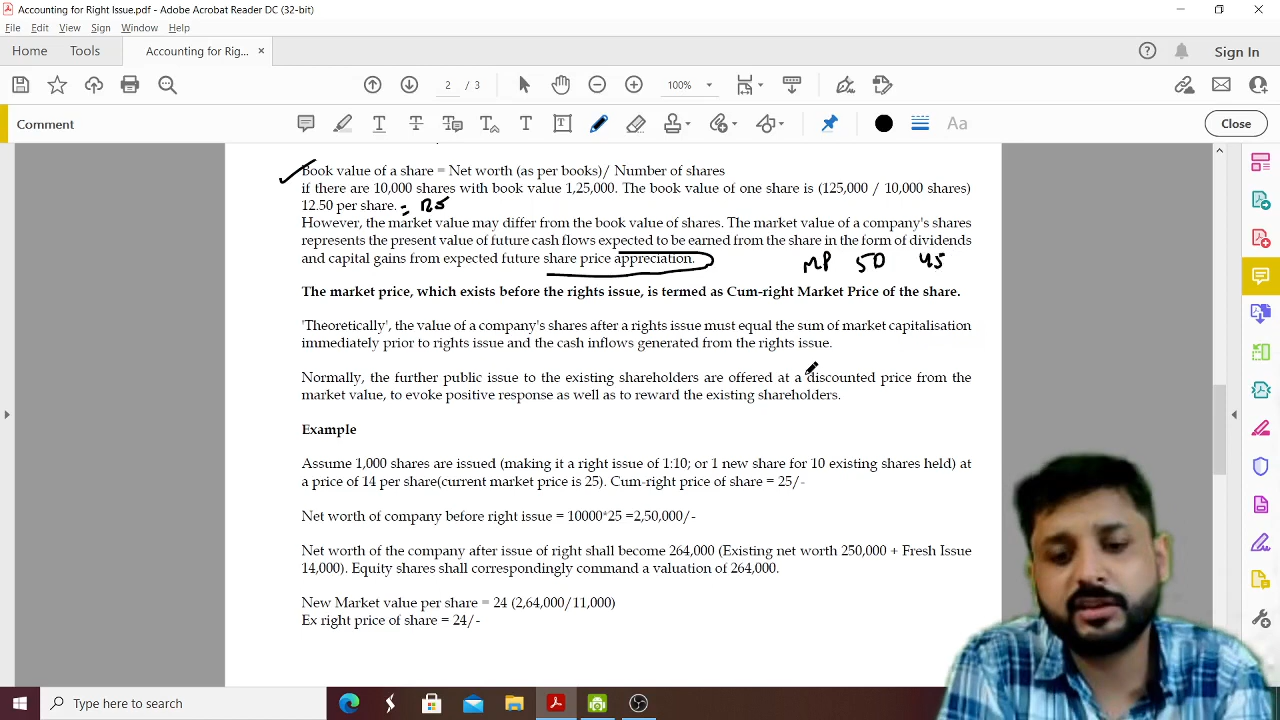 Accounting for Right Issue.pdf - Adobe Acrobat Reader DC (32-bit)
File Edit View Sign Window Help
Home Tools Accounting for Rig... × Sign In
2 / 3 100%
Comment Aa Close
Book value of a share = Net worth (as per books)/ Number of shares
if there are 10,000 shares with book value 1,25,000. The book value of one share is (125,000 / 10,000 shares)
12.50 per share.
However, the market value may differ from the book value of shares. The market value of a company's shares
represents the present value of future cash flows expected to be earned from the share in the form of dividends
and capital gains from expected future share price appreciation.
MP 50 45
The market price, which exists before the rights issue, is termed as Cum-right Market Price of the share.
'Theoretically', the value of a company's shares after a rights issue must equal the sum of market capitalisation
immediately prior to rights issue and the cash inflows generated from the rights issue.
Normally, the further public issue to the existing shareholders are offered at a discounted price from the
market value, to evoke positive response as well as to reward the existing shareholders.
Example
Assume 1,000 shares are issued (making it a right issue of 1:10; or 1 new share for 10 existing shares held) at
a price of 14 per share(current market price is 25). Cum-right price of share = 25/-
Net worth of company before right issue = 10000*25 =2,50,000/-
Net worth of the company after issue of right shall become 264,000 (Existing net worth 250,000 + Fresh Issue
14,000). Equity shares shall correspondingly command a valuation of 264,000.
New Market value per share = 24 (2,64,000/11,000)
Ex right price of share = 24/-
Type here to search